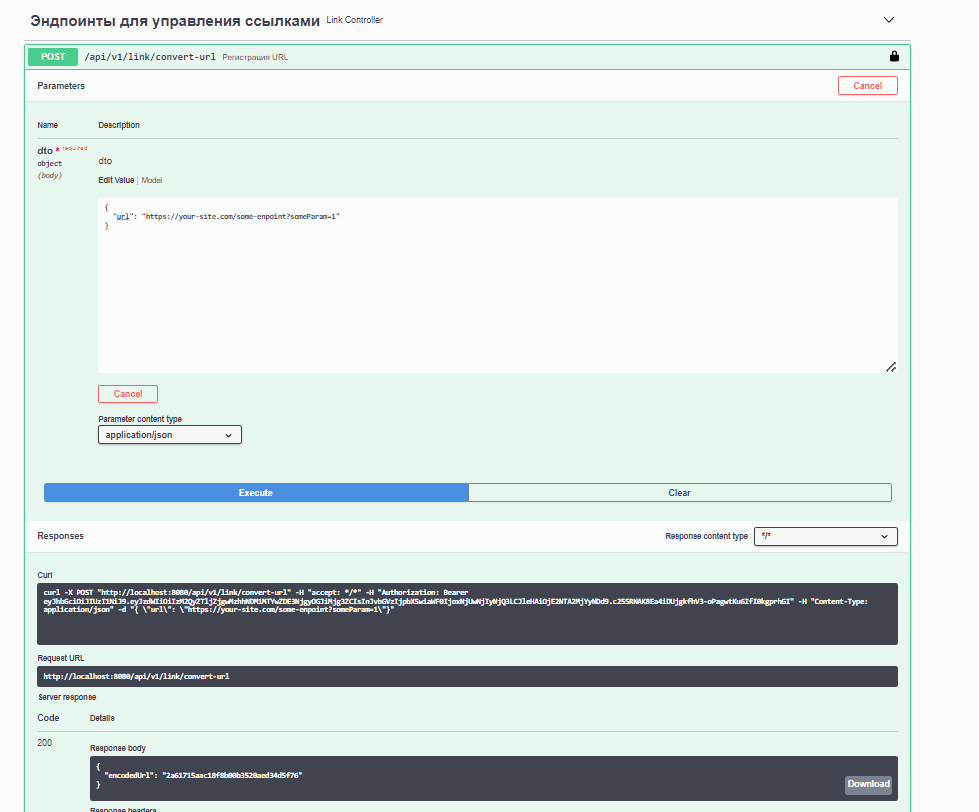 Эндпоинты для управления ссылками Link Controller
POST /api/v1/link/convert-url Регистрация URL
Parameters Cancel
Name Description
dto * required
object
(body)
dto
Edit Value | Model
{
"url": "https://your-site.com/some-enpoint?someParam=1"
}
Cancel
Parameter content type
application/json
Execute Clear
Responses Response content type */*
Curl
curl -X POST "http://localhost:8080/api/v1/link/convert-url" -H "accept: */*" -H "Authorization: Bearer
-H "Content-Type:
application/json" -d "{ \"url\": \"https://your-site.com/some-enpoint?someParam=1\"}"
Request URL
http://localhost:8080/api/v1/link/convert-url
Server response
Code Details
200
Response body
{
"encodedUrl": "2a61715aac18f8b00b3520aed34d5f76"
}
Download
Response headers